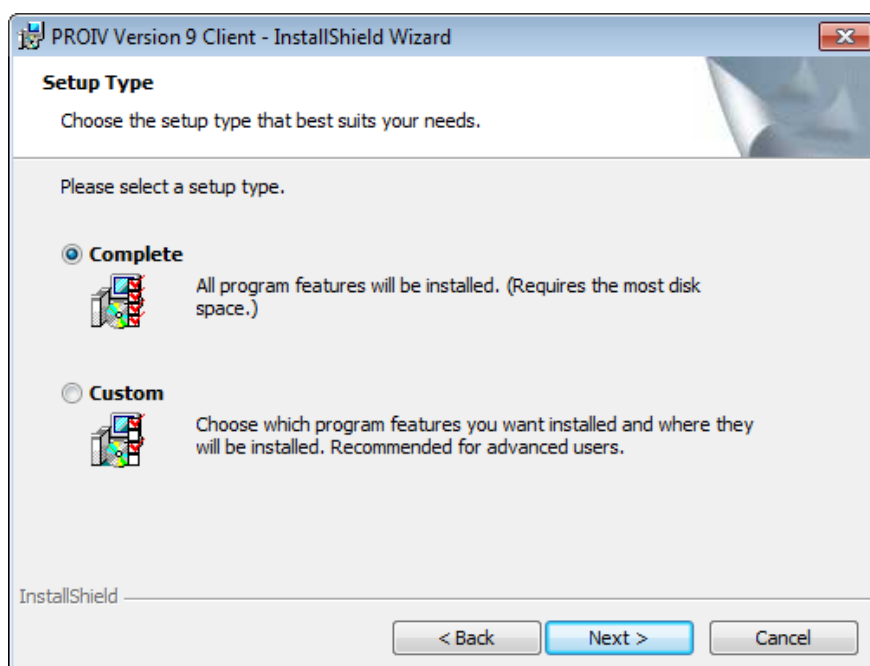 PROIV Version 9 Client - InstallShield Wizard
Setup Type
Choose the setup type that best suits your needs.
Please select a setup type.
Complete
All program features will be installed. (Requires the most disk
space.)
Custom
Choose which program features you want installed and where they
will be installed. Recommended for advanced users.
InstallShield
< Back
Next >
Cancel